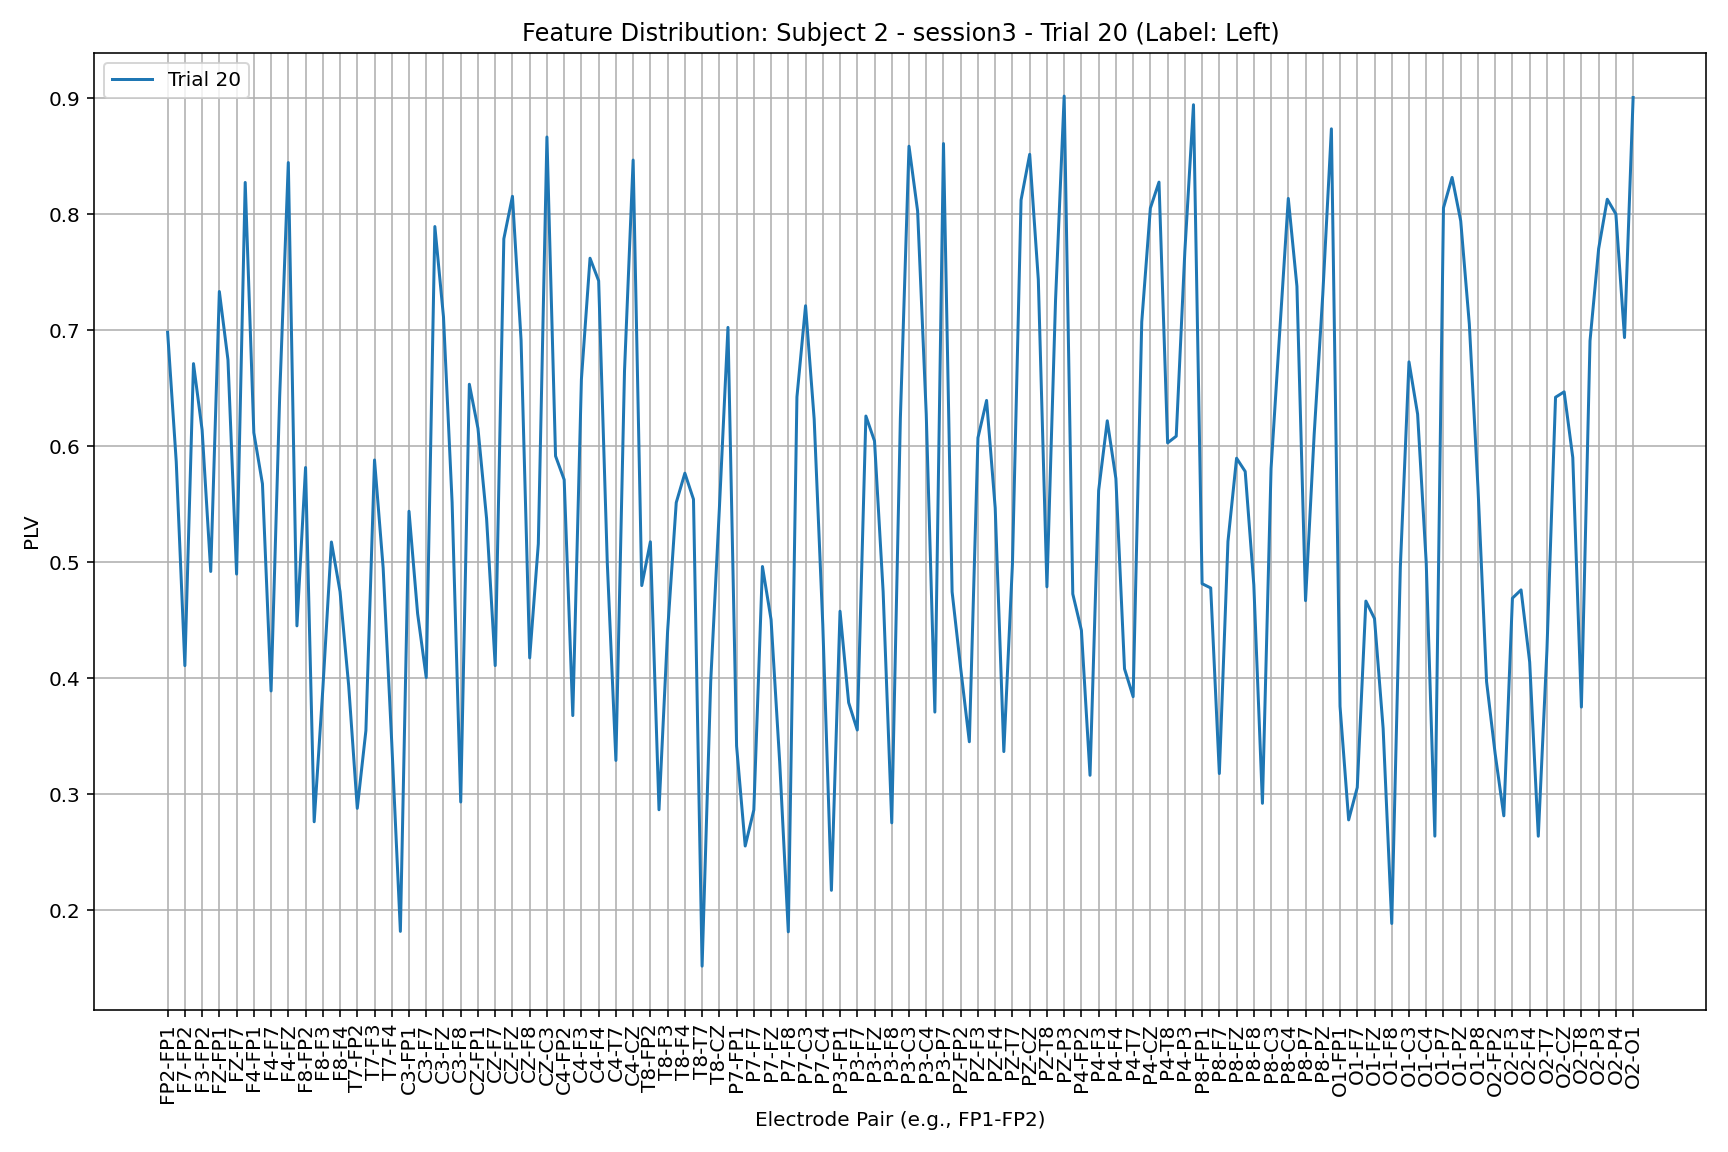 Feature Distribution: Subject 2 - session3 - Trial 20 (Label: Left)
Trial 20
PLV
0.9
0.8
0.7
0.6
0.5
0.4
0.3
0.2
FP2-FP1
F7-FP2
F3-FP2
FZ-FP1
FZ-F7
F4-FP1
F4-F7
F4-FZ
F8-FP2
F8-F3
F8-F4
T7-FP2
T7-F3
T7-F4
C3-FP1
C3-F7
C3-FZ
C3-F8
CZ-FP1
CZ-F7
CZ-FZ
CZ-F8
CZ-C3
C4-FP2
C4-F3
C4-F4
C4-T7
C4-CZ
T8-FP2
T8-F3
T8-F4
T8-T7
T8-CZ
P7-FP1
P7-F7
P7-FZ
P7-F8
P7-C3
P7-C4
P3-FP1
P3-F7
P3-FZ
P3-F8
P3-C3
P3-C4
P3-P7
PZ-FP2
PZ-F3
PZ-F4
PZ-T7
PZ-CZ
PZ-T8
PZ-P3
P4-FP2
P4-F3
P4-F4
P4-T7
P4-CZ
P4-T8
P4-P3
P8-FP1
P8-F7
P8-FZ
P8-F8
P8-C3
P8-C4
P8-P7
P8-PZ
O1-FP1
O1-F7
O1-FZ
O1-F8
O1-C3
O1-C4
O1-P7
O1-PZ
O1-P8
O2-FP2
O2-F3
O2-F4
O2-T7
O2-CZ
O2-T8
O2-P3
O2-P4
O2-O1
Electrode Pair (e.g., FP1-FP2)